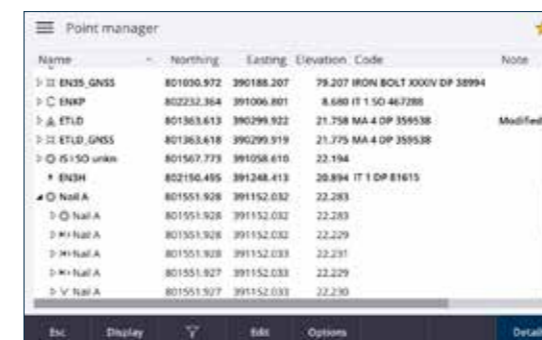 Point manager
Name Northing Easting Elevation Code Note
EN35_GNSS 801030.972 390188.207 79.207 IRON BOLT XXXIV DP 38994
ENKP 802232.364 391006.801 8.680 IT 1 SO 467288
ETLD 801363.613 390299.922 21.758 MA 4 DP 359538 Modified
ETLD_GNSS 801363.618 390299.919 21.775 MA 4 DP 359538
801567.773 391058.610 22.194
EN3H 802150.495 391248.413 20.894 IT 1 DP 81615
Nail A 801551.928 391152.032 22.283
Nail A 801551.928 391152.032 22.283
Nail A 801551.928 391152.032 22.229
Nail A 801551.928 391152.033 22.231
Nail A 801551.927 391152.033 22.229
Nail A 801551.927 391152.033 22.230
Esc Display Edit Options Detail